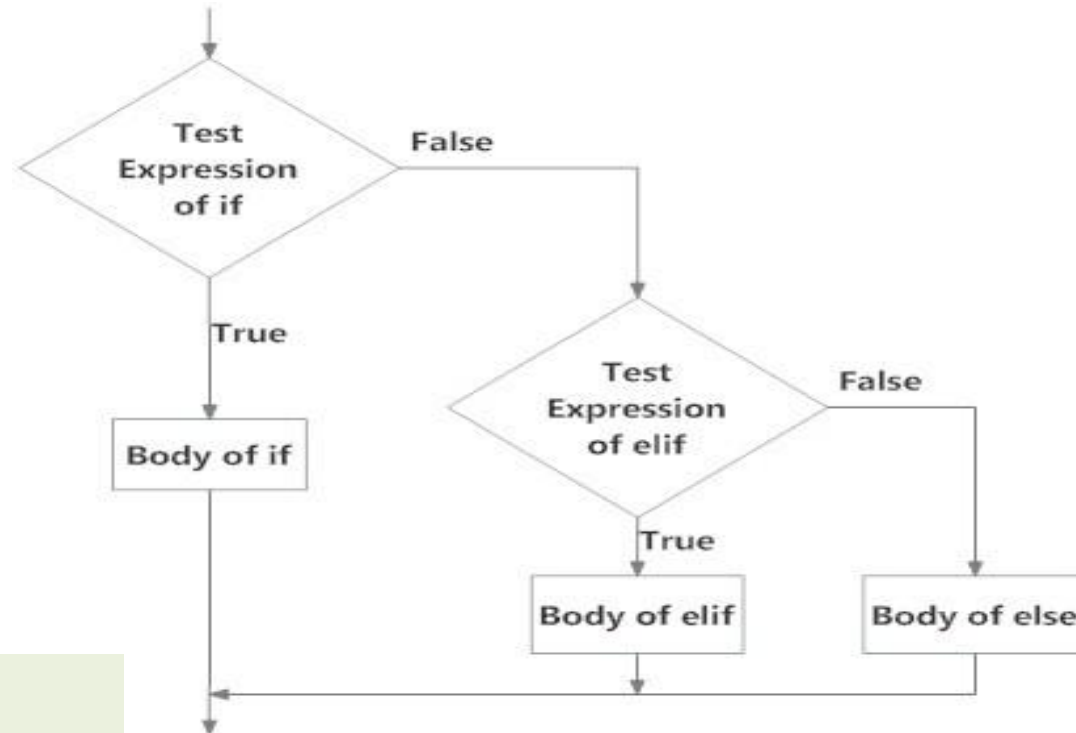 Test
Expression
of if
False
True
Body of if
Test
Expression
of elif
False
True
Body of elif
Body of else